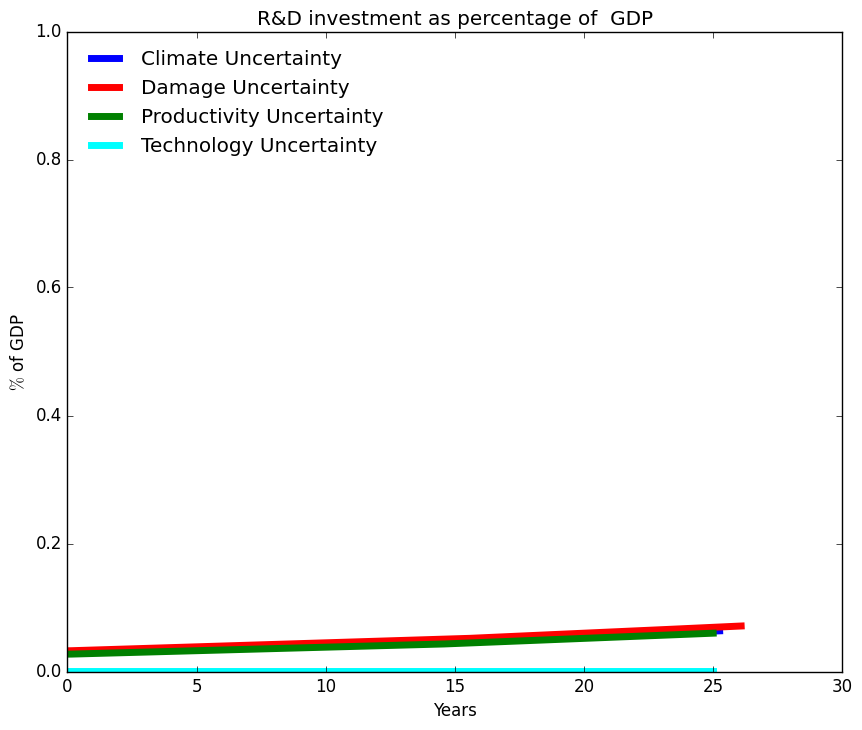 R&D investment as percentage of  GDP
1.0
0.8
0.6
0.4
0.2
0.0
% of GDP
Climate Uncertainty
Damage Uncertainty
Productivity Uncertainty
Technology Uncertainty
0 5 10 15 20 25 30
Years